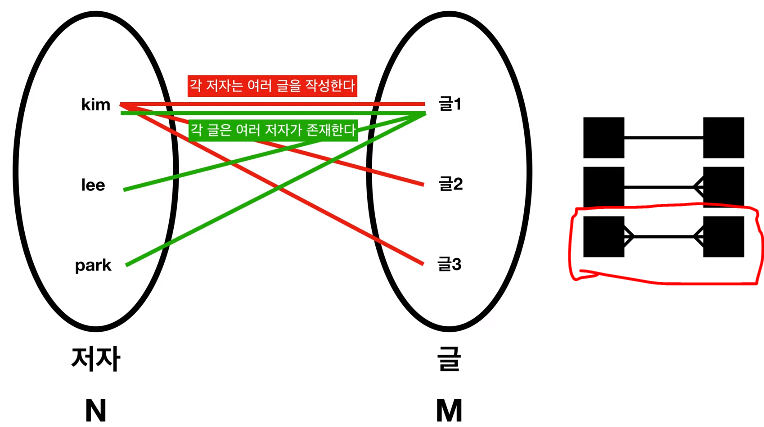 각 저자는 여러 글을 작성한다
kim
글1
각 글은 여러 저자가 존재한다
lee
글2
park
글3
저자
글
N
M